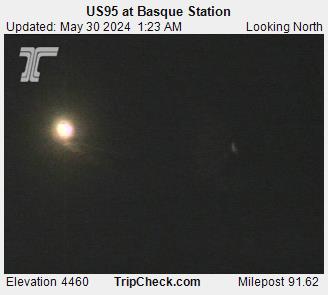 US95 at Basque Station
Updated: May 30 2024 1:23 AM Looking North
Elevation 4460 TripCheck.com Milepost 91.62